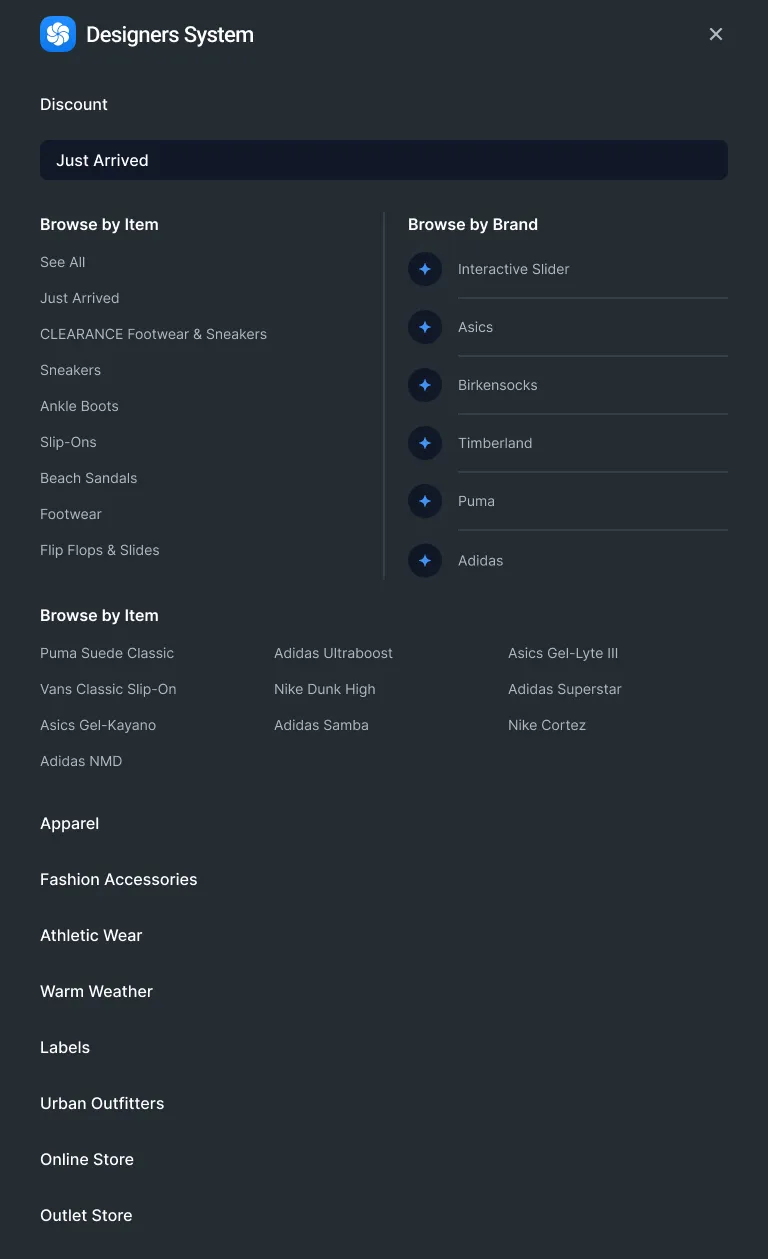 Designers System
Discount
Just Arrived
Browse by Item
See All
Just Arrived
CLEARANCE Footwear & Sneakers
Sneakers
Ankle Boots
Slip-Ons
Beach Sandals
Footwear
Flip Flops & Slides
Browse by Brand
Interactive Slider
Asics
Birkensocks
Timberland
Puma
Adidas
Browse by Item
Puma Suede Classic
Adidas Ultraboost
Asics Gel-Lyte III
Vans Classic Slip-On
Nike Dunk High
Adidas Superstar
Asics Gel-Kayano
Adidas Samba
Nike Cortez
Adidas NMD
Apparel
Fashion Accessories
Athletic Wear
Warm Weather
Labels
Urban Outfitters
Online Store
Outlet Store